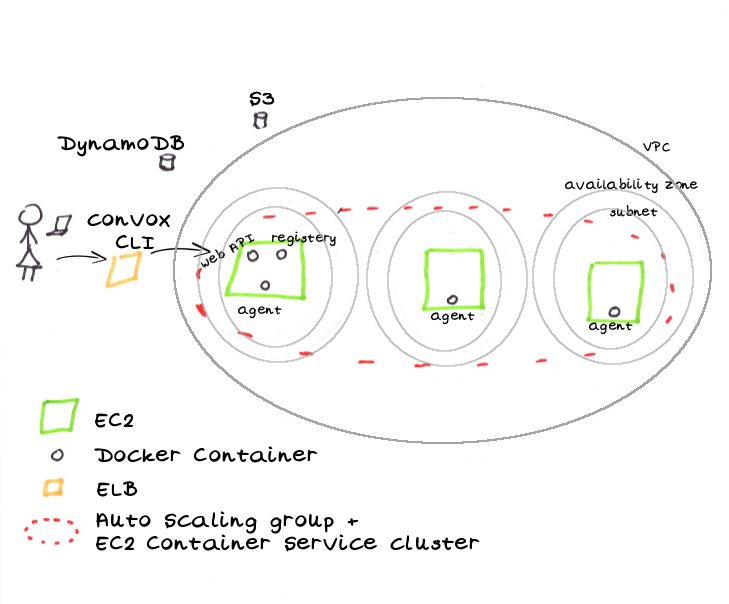 S3
DynamoDB
VPC
availability zone
subnet
convox
CLI
web API
registery
agent
agent
agent
EC2
Docker Container
ELB
Auto Scaling group +
EC2 Container Service cluster